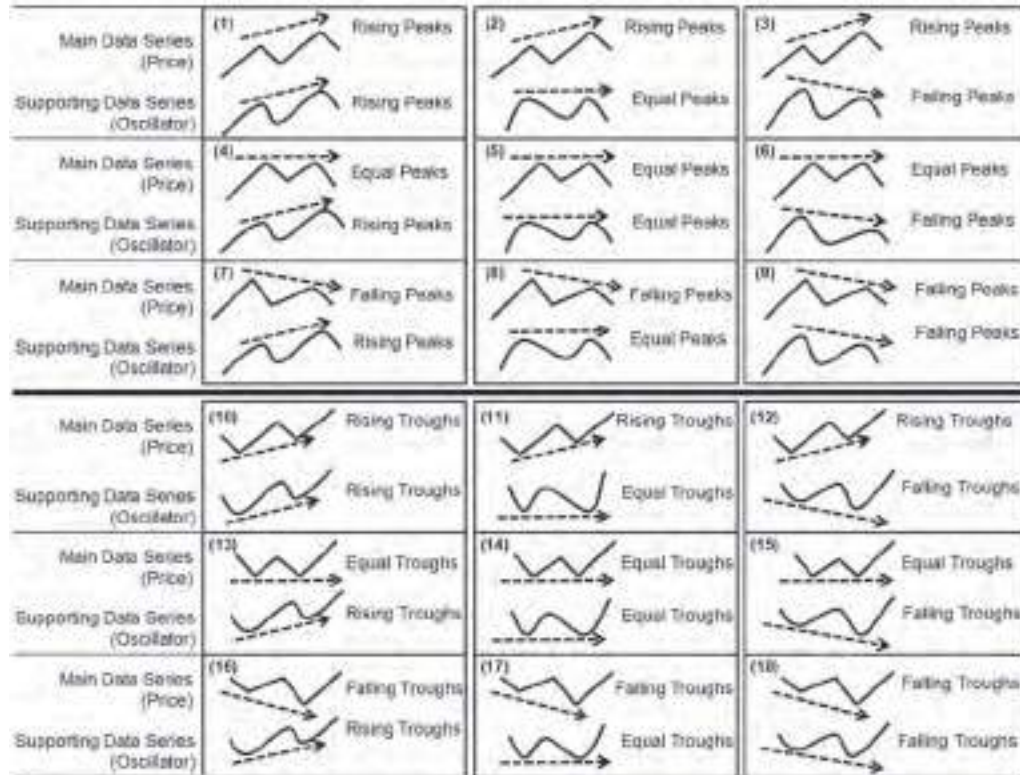 (1) Rising Peaks (2) Rising Peaks (3) Rising Peaks
Main Data Series
(Price)
Supporting Data Series
(Oscillator)
Rising Peaks Equal Peaks Falling Peaks
(4) Equal Peaks (5) Equal Peaks (6) Equal Peaks
Main Data Series
(Price)
Supporting Data Series
(Oscillator)
Rising Peaks Equal Peaks Falling Peaks
(7) Falling Peaks (8) Falling Peaks (9) Falling Peaks
Main Data Series
(Price)
Supporting Data Series
(Oscillator)
Rising Peaks Equal Peaks Falling Peaks
(10) Rising Troughs (11) Rising Troughs (12) Rising Troughs
Main Data Series
(Price)
Supporting Data Series
(Oscillator)
Rising Troughs Equal Troughs Falling Troughs
(13) Equal Troughs (14) Equal Troughs (15) Equal Troughs
Main Data Series
(Price)
Supporting Data Series
(Oscillator)
Rising Troughs Equal Troughs Falling Troughs
(16) Falling Troughs (17) Falling Troughs (18) Falling Troughs
Main Data Series
(Price)
Supporting Data Series
(Oscillator)
Rising Troughs Equal Troughs Falling Troughs